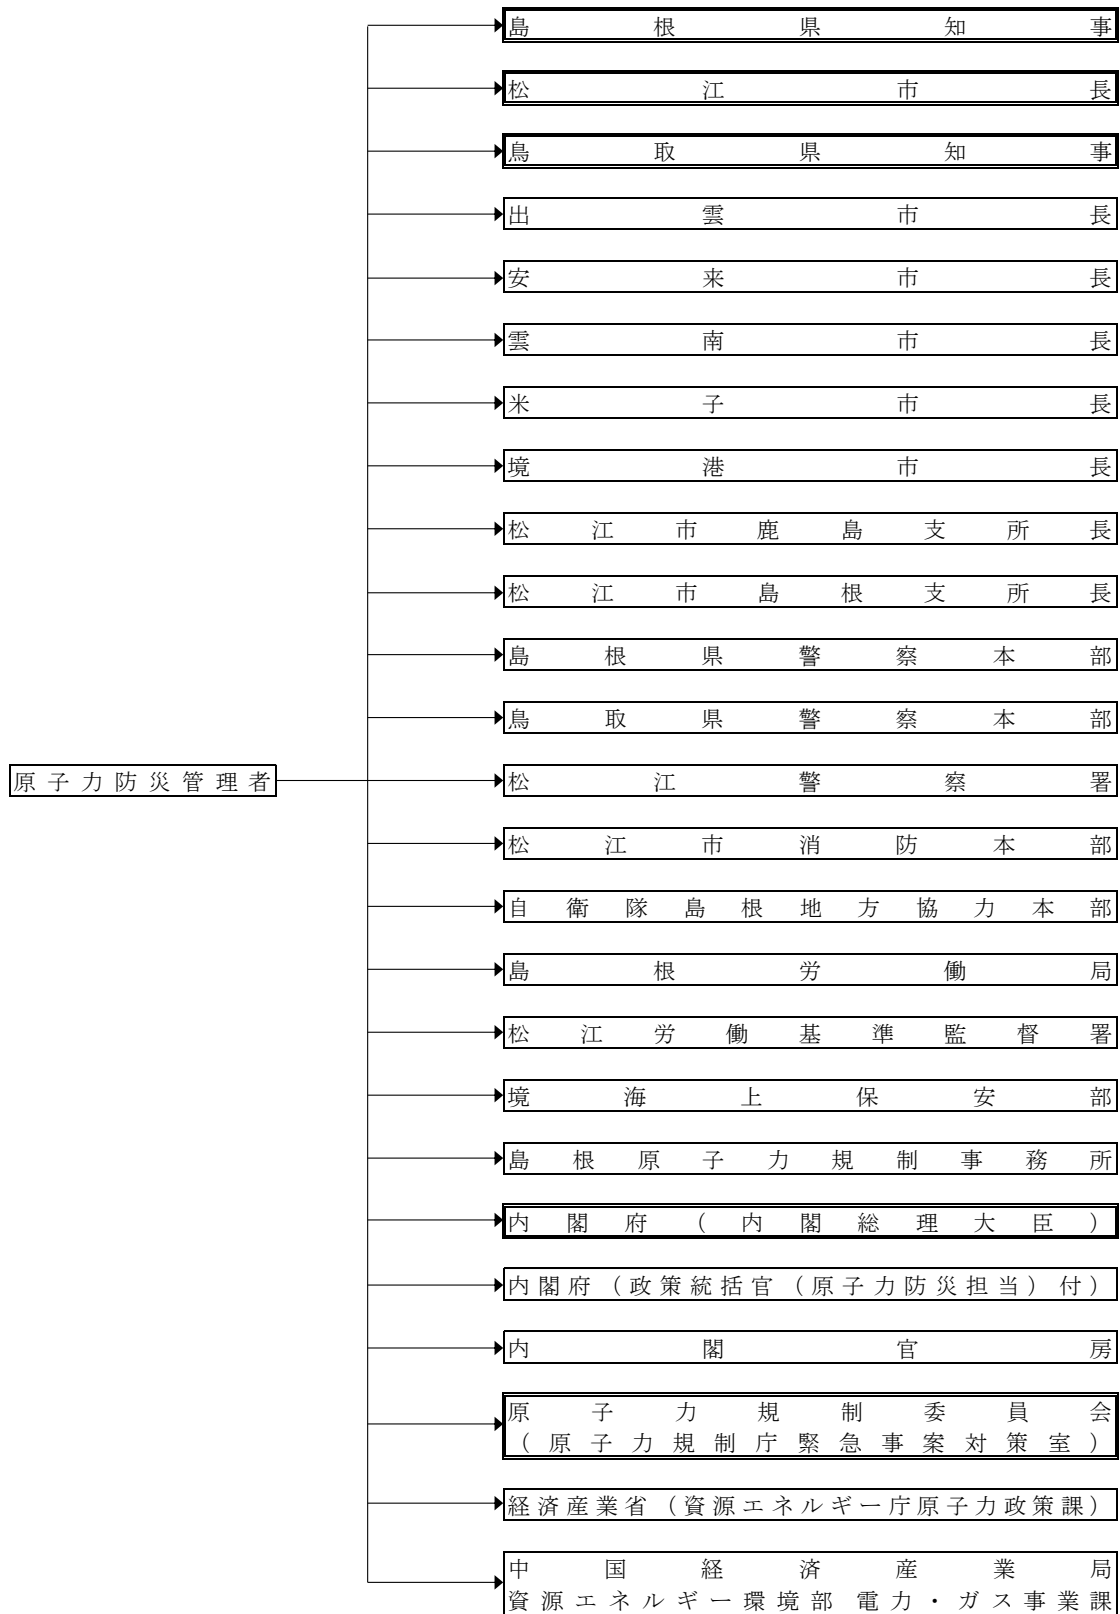 島根県知事
松江市長
鳥取県知事
出雲市長
安来市長
雲南市長
米子市長
境港市長
松江市鹿島支所長
松江市島根支所長
島根県警察本部
鳥取県警察本部
原子力防災管理者
松江警察署
松江市消防本部
自衛隊島根地方協力本部
島根労働局
松江労働基準監督署
境海上保安部
島根原子力規制事務所
内閣府（内閣総理大臣）
内閣府（政策統括官（原子力防災担当）付）
内閣官房
原子力規制委員会
（原子力規制庁緊急事案対策室）
経済産業省（資源エネルギー庁原子力政策課）
中国経済産業局
資源エネルギー環境部 電力・ガス事業課